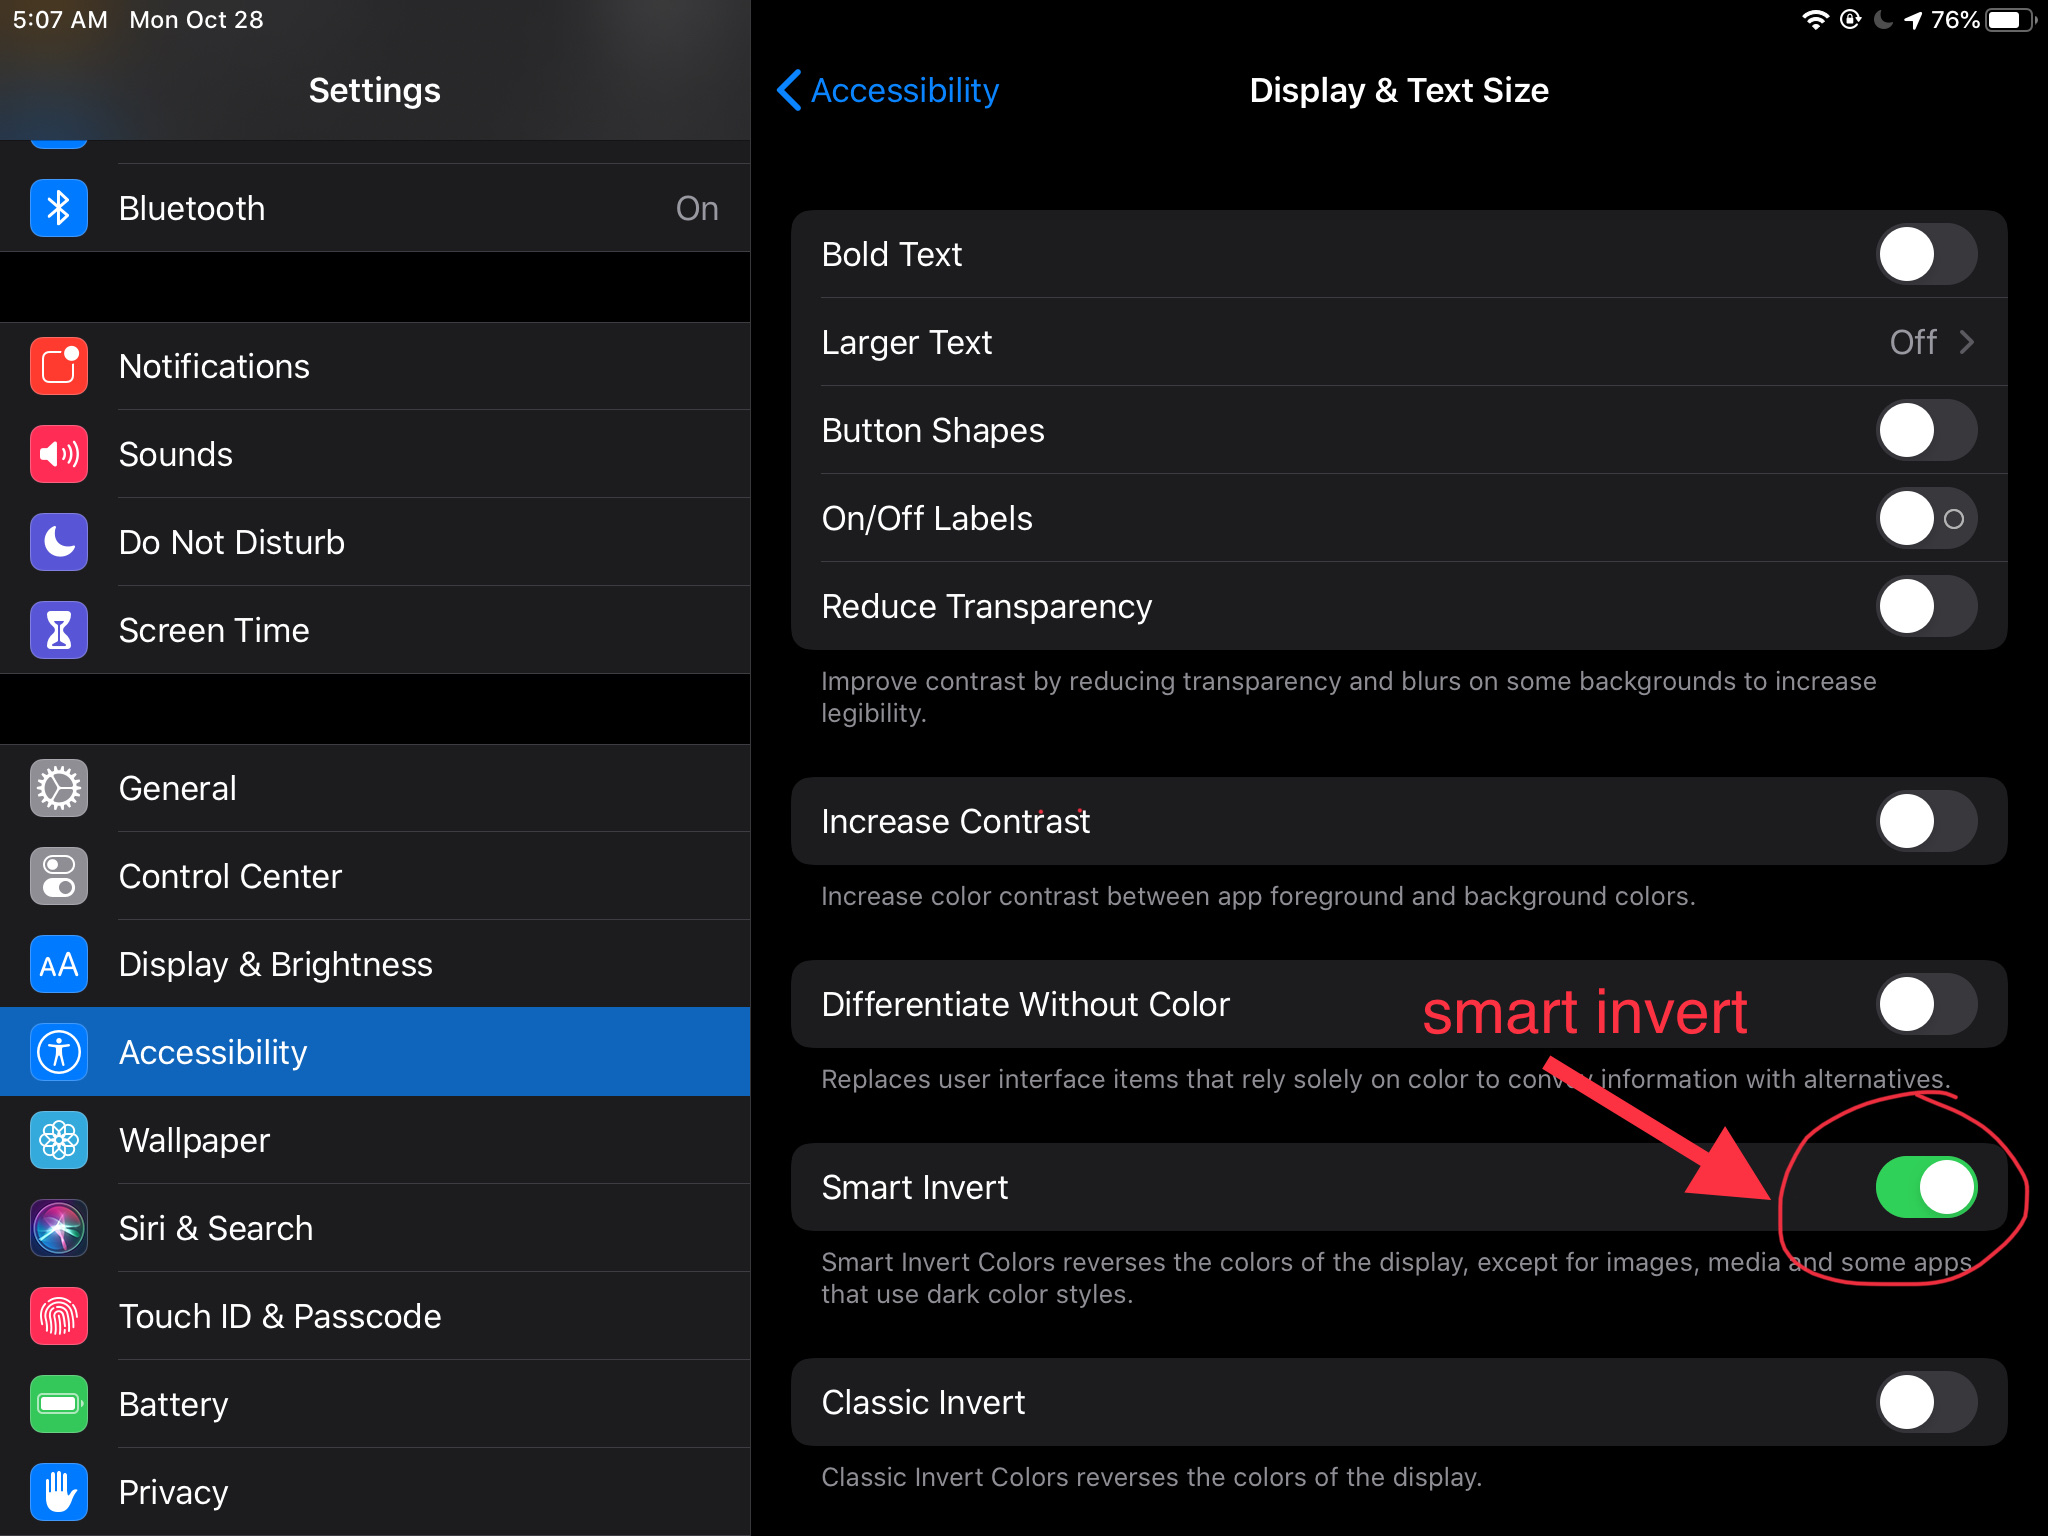 5:07 AM Mon Oct 28
76%
Settings
Bluetooth On
Notifications
Sounds
Do Not Disturb
Screen Time
General
Control Center
AA Display & Brightness
Accessibility
Wallpaper
Siri & Search
Touch ID & Passcode
Battery
Privacy
Accessibility
Display & Text Size
Bold Text
Larger Text Off
Button Shapes
On/Off Labels
Reduce Transparency
Improve contrast by reducing transparency and blurs on some backgrounds to increase
legibility.
Increase Contrast
Increase color contrast between app foreground and background colors.
Differentiate Without Color
smart invert
Replaces user interface items that rely solely on color to convey information with alternatives.
Smart Invert
Smart Invert Colors reverses the colors of the display, except for images, media and some apps
that use dark color styles.
Classic Invert
Classic Invert Colors reverses the colors of the display.